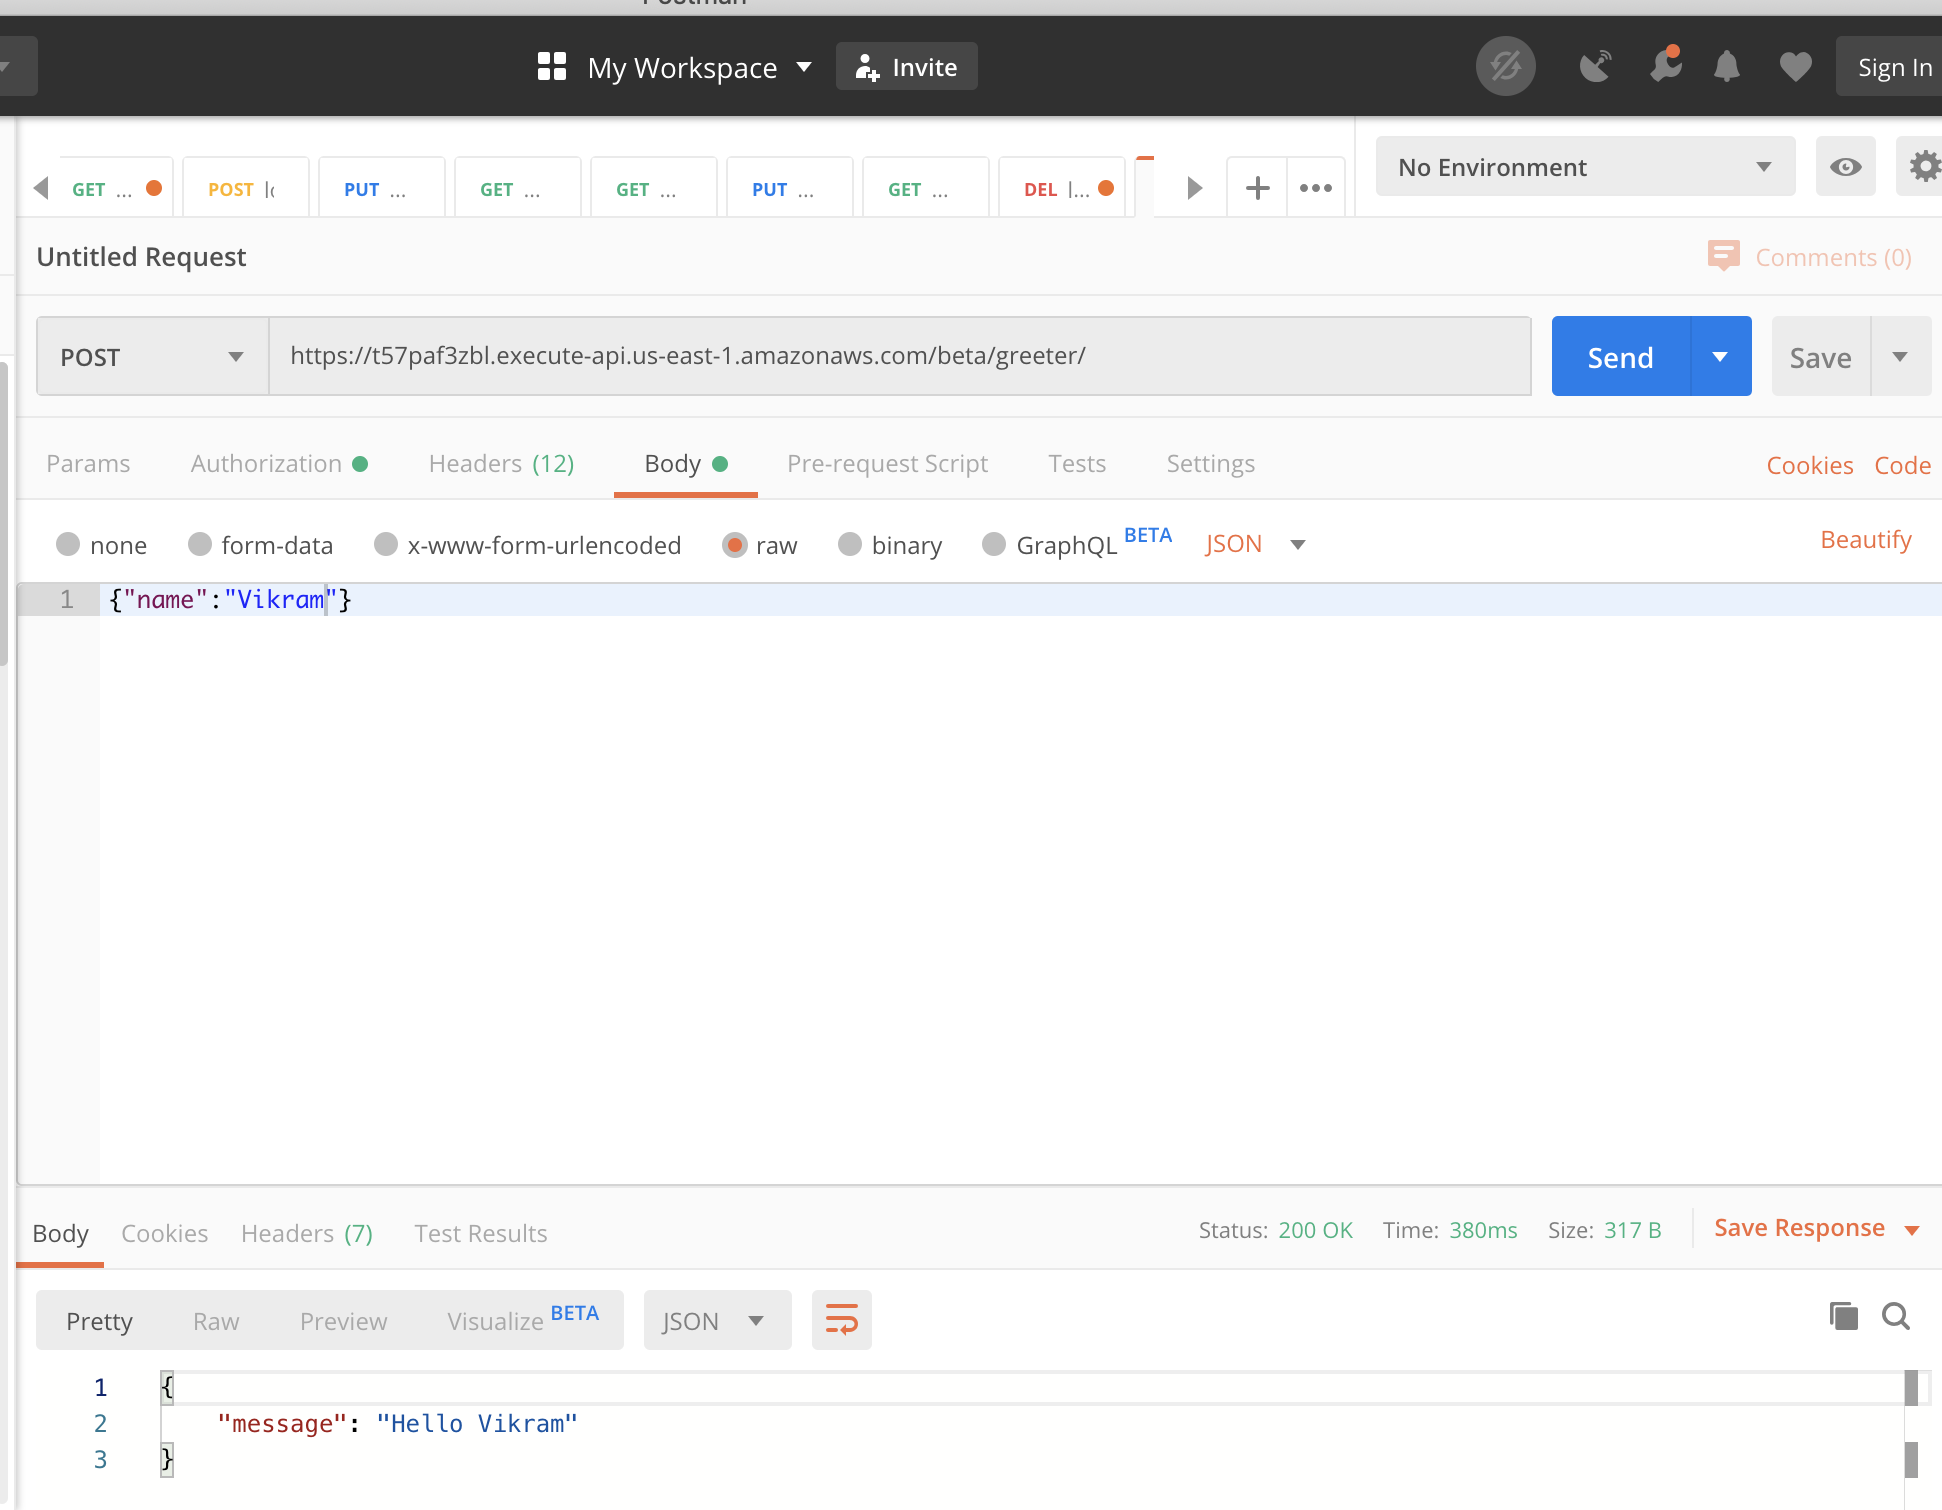 Postman
My Workspace Invite Sign In
GET ... POST PUT ... GET ... GET ... PUT ... GET ... DEL l... No Environment
Untitled Request Comments (0)
POST https://t57paf3zbl.execute-api.us-east-1.amazonaws.com/beta/greeter/ Send Save
Params Authorization Headers (12) Body Pre-request Script Tests Settings Cookies Code
none form-data x-www-form-urlencoded raw binary GraphQL BETA JSON Beautify
1 {"name":"Vikram"}
Body Cookies Headers (7) Test Results Status: 200 OK Time: 380ms Size: 317 B Save Response
Pretty Raw Preview Visualize BETA JSON
1 {
2 "message": "Hello Vikram"
3 }